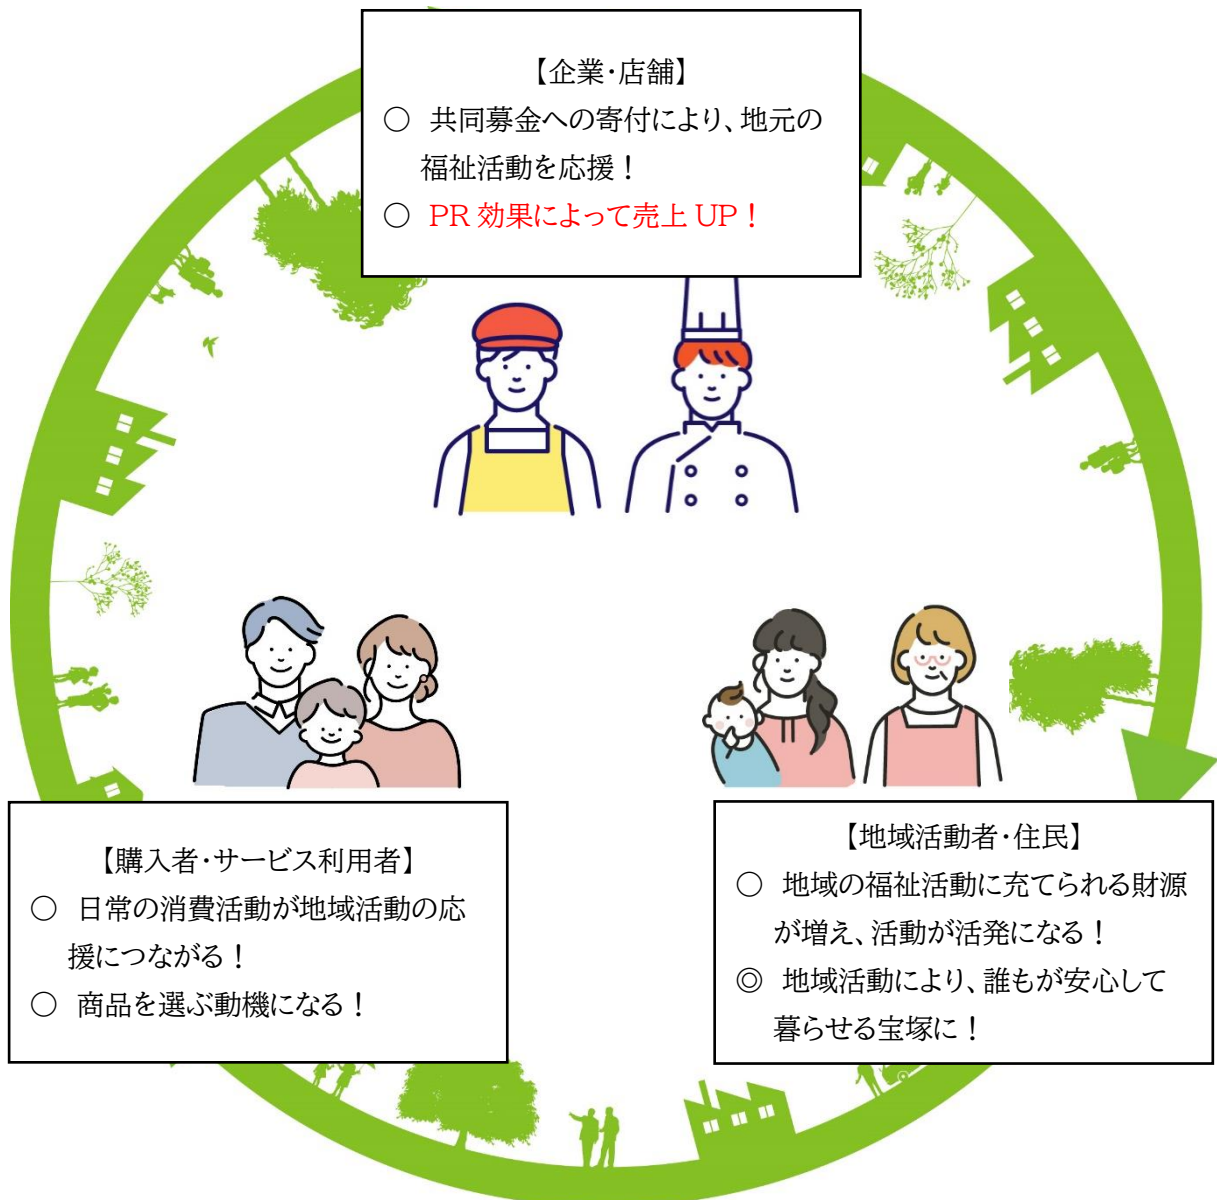 【企業・店舗】
○ 共同募金への寄付により、地元の
福祉活動を応援！
○ PR 効果によって売上 UP！
【購入者・サービス利用者】
○ 日常の消費活動が地域活動の応
援につながる！
○ 商品を選ぶ動機になる！
【地域活動者・住民】
○ 地域の福祉活動に充てられる財源
が増え、活動が活発になる！
◎ 地域活動により、誰もが安心して
暮らせる宝塚に！